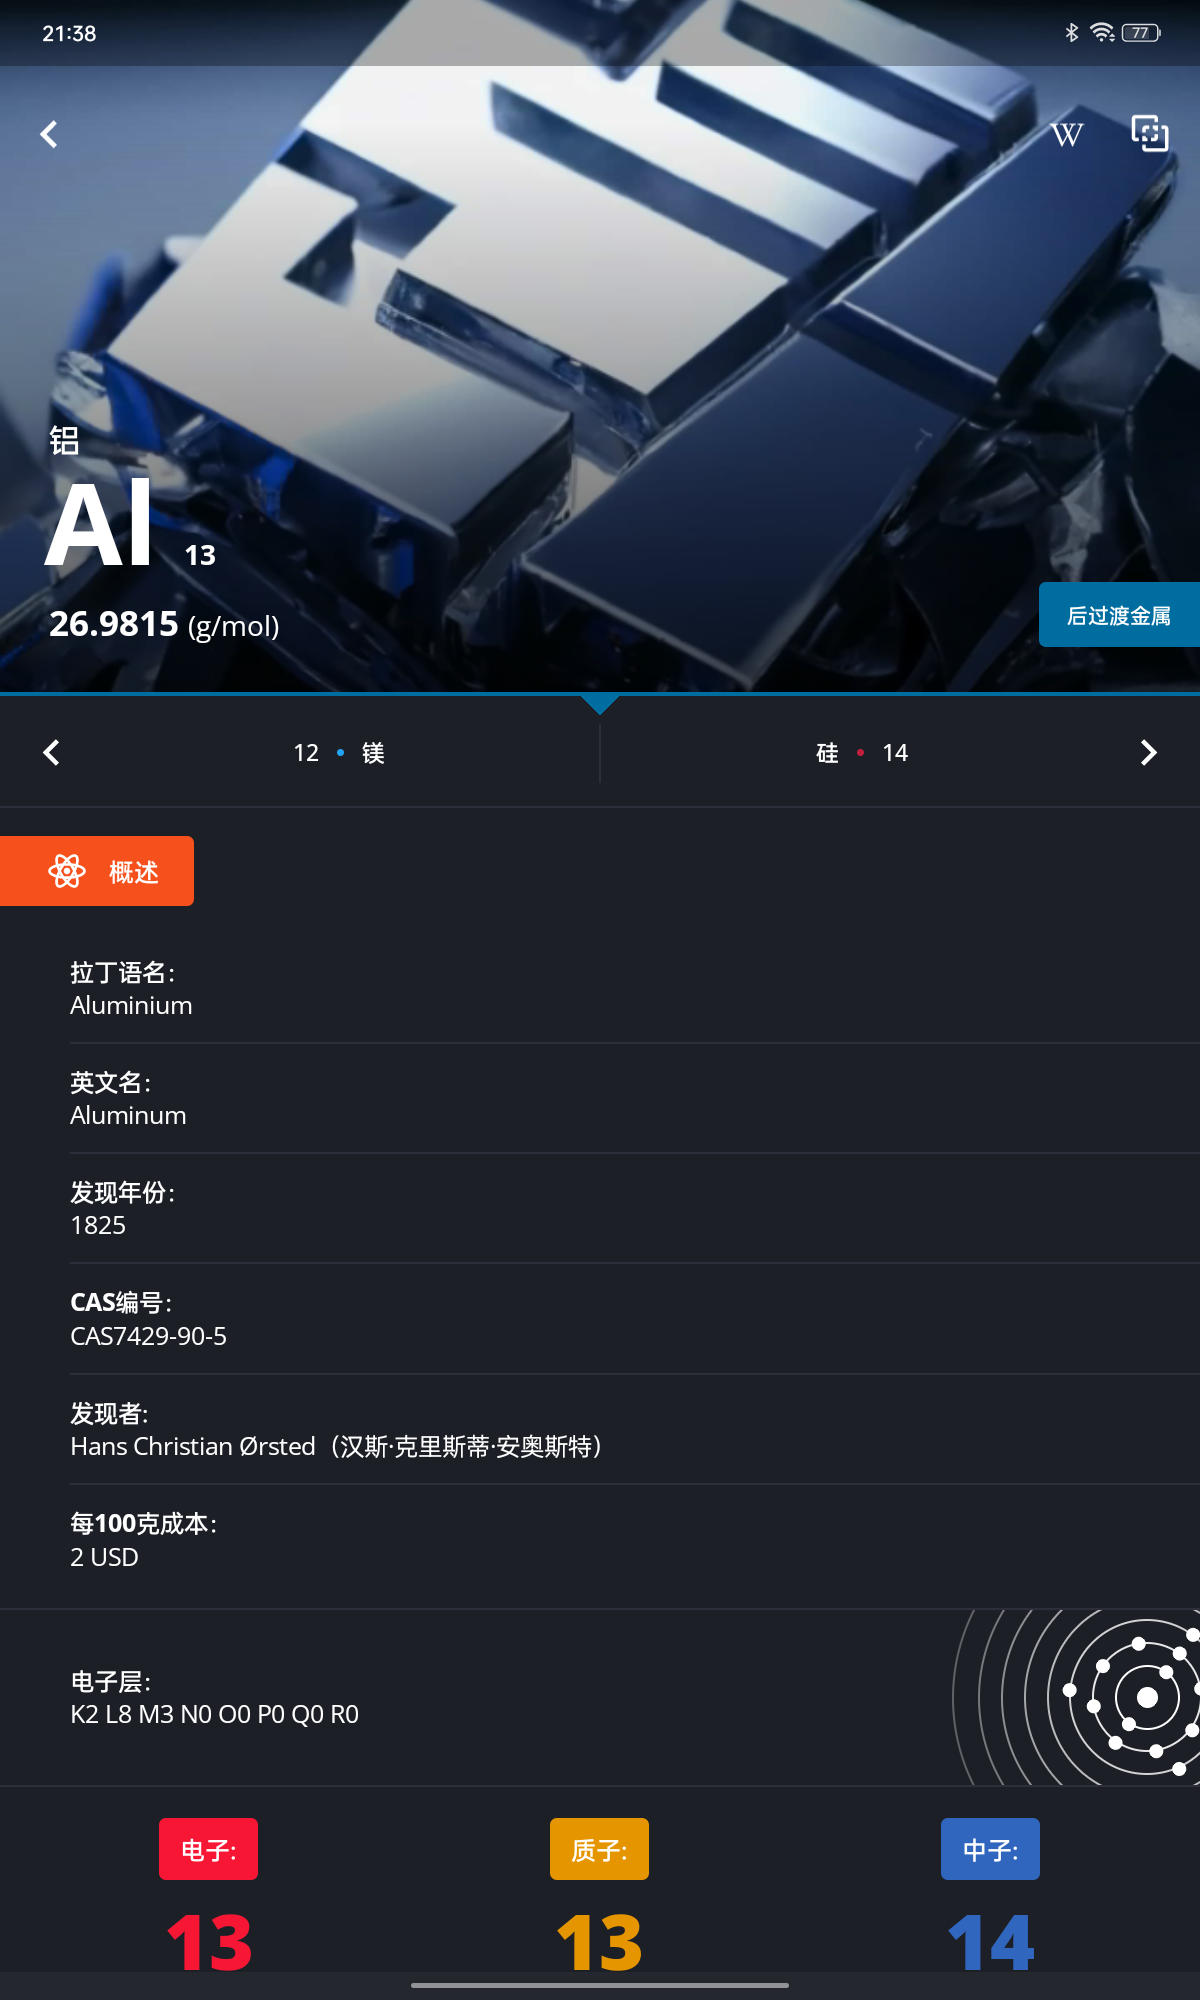 21:38
77
W
铝
Al 13
26.9815 (g/mol)
后过渡金属
12 • 镁
硅 • 14
概述
拉丁语名:
Aluminium
英文名:
Aluminum
发现年份:
1825
CAS编号:
CAS7429-90-5
发现者:
Hans Christian Ørsted（汉斯·克里斯蒂·安奥斯特）
每100克成本:
2 USD
电子层:
K2 L8 M3 N0 O0 P0 Q0 R0
电子: 质子: 中子:
13 13 14